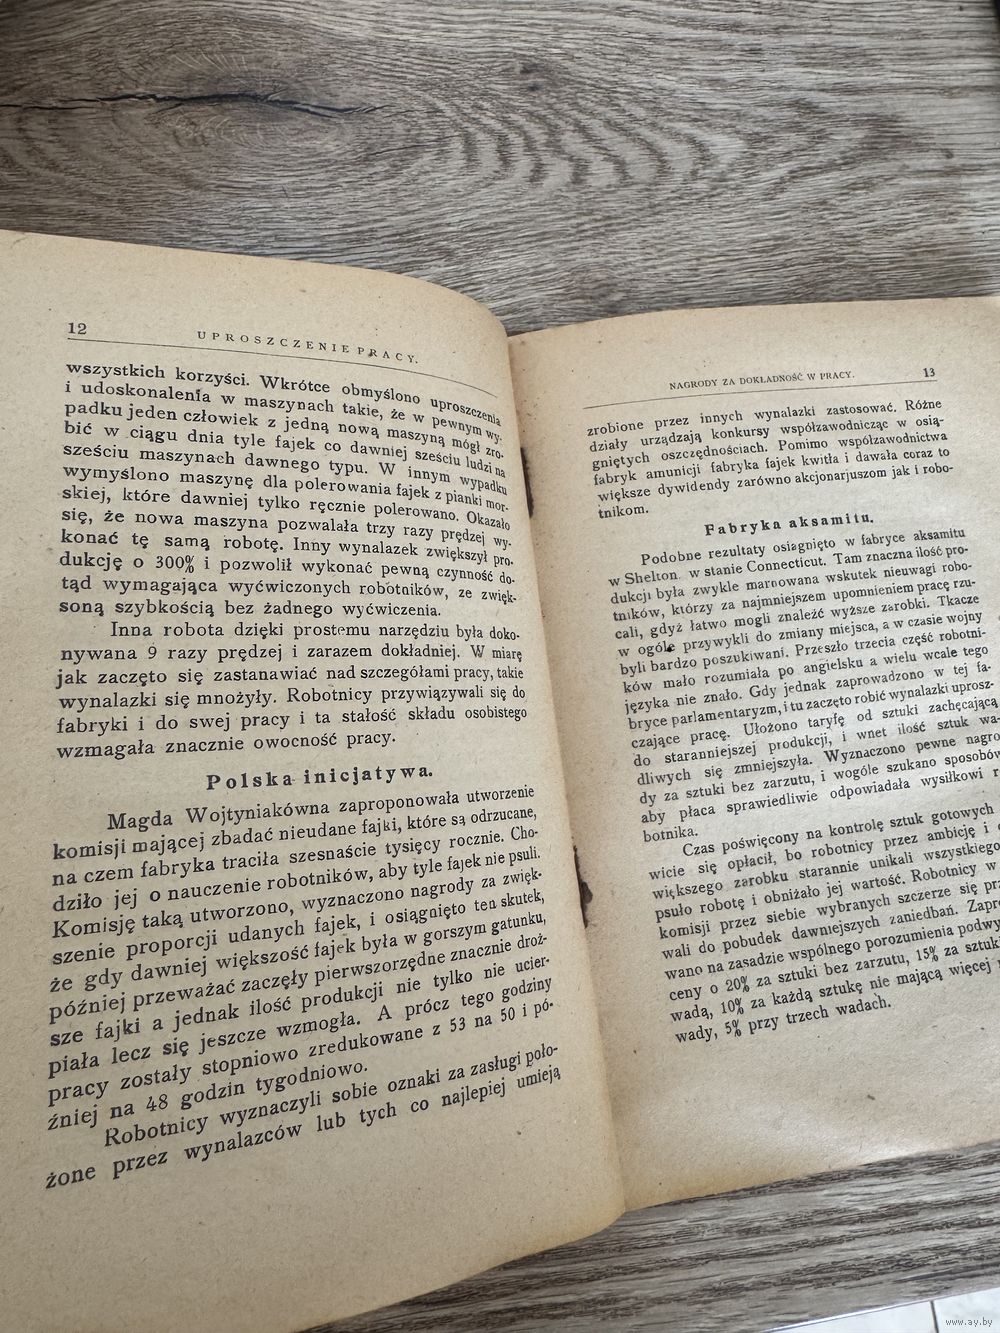 12
UPROSZCZENIE PRACY.
wszystkich korzyści. Wkrótce obmyślono uproszczenia
i udoskonalenia w maszynach takie, że w pewnym wy-
padku jeden człowiek z jedną nową maszyną mógł zro-
bić w ciągu dnia tyle fajek co dawniej sześciu ludzi na
sześciu maszynach dawnego typu. W innym wypadku
wymyślono maszynę dla polerowania fajek z pianki mor-
skiej, które dawniej tylko ręcznie polerowano. Okazało
się, że nowa maszyna pozwalała trzy razy prędzej wy-
konać tę samą robotę. Inny wynalazek zwiększył pro-
dukcję o 300% i pozwolił wykonać pewną czynność do-
tąd wymagająca wyćwiczonych robotników, ze zwięk-
soną szybkością bez żadnego wyćwiczenia.
Inna robota dzięki prostemu narzędziu była doko-
nywana 9 razy prędzej i zarazem dokładniej. W miarę
jak zaczęto się zastanawiać nad szczegółami pracy, takie
wynalazki się mnożyły. Robotnicy przywiązywali się do
fabryki i do swej pracy i ta stałość składu osobistego
wzmagała znacznie owocność pracy.
Polska inicjatywa.
Magda Wojtyniakówna zaproponowała utworzenie
komisji mającej zbadać nieudane fajki, które są odrzucane,
na czem fabryka traciła szesnaście tysięcy rocznie. Cho-
dziło jej o nauczenie robotników, aby tyle fajek nie psuli.
Komisję taką utworzono, wyznaczono nagrody za zwięk-
szenie proporcji udanych fajek, i osiągnięto ten skutek,
że gdy dawniej większość fajek była w gorszym gatunku,
później przeważać zaczęły pierwszorzędne znacznie droż-
sze fajki a jednak ilość produkcji nie tylko nie ucier-
piała lecz się jeszcze wzmogła. A prócz tego godziny
pracy zostały stopniowo zredukowane z 53 na 50 i pó-
źniej na 48 godzin tygodniowo.
Robotnicy wyznaczyli sobie oznaki za zasługi poło-
żone przez wynalazców lub tych co najlepiej umieją
NAGRODY ZA DOKŁADNOŚĆ W PRACY.
13
zrobione przez innych wynalazki zastosować. Różne
działy urządzają konkursy współzawodnicząc w osią-
gniętych oszczędnościach. Pomimo współzawodnictwa
fabryk amunicji fabryka fajek kwitła i dawała coraz to
większe dywidendy zarówno akcjonarjuszom jak i robo-
tnikom.
Fabryka aksamitu.
Podobne rezultaty osiągnięto w fabryce aksamitu
w Shelton w stanie Connecticut. Tam znaczna ilość pro-
dukcji była zwykle marnowana wskutek nieuwagi robo-
tników, którzy za najmniejszem upomnieniem pracę rzu-
cali, gdyż łatwo mogli znaleźć wyższe zarobki. Tkacze
w ogóle przywykli do zmiany miejsca, a w czasie wojny
byli bardzo poszukiwani. Przeszło trzecia część robotni-
ków mało rozumiała po angielsku a wielu wcale tego
języka nie znało. Gdy jednak zaprowadzono w tej fa-
bryce parlamentaryzm, i tu zaczęto robić wynalazki uprosz-
czające pracę. Ułożono taryfę od sztuki zachęcającą
do staranniejszej produkcji, i wnet ilość sztuk wa-
dliwych się zmniejszyła. Wyznaczono pewne nagro-
dy za sztuki bez zarzutu, i wogóle szukano sposobów
aby płaca sprawiedliwie odpowiadała wysiłkowi r
botnika.
Czas poświęcony na kontrolę sztuk gotowych
wicie się opłacił, bo robotnicy przez ambicję i
większego zarobku starannie unikali wszystkiego
psuło robotę i obniżało jej wartość. Robotnicy w
komisji przez siebie wybranych szczerze się prz
wali do pobudek dawniejszych zaniedbań. Zapro
wano na zasadzie wspólnego porozumienia podwy
ceny o 20% za sztuki bez zarzutu, 15% za sztuk
wadą, 10% za każdą sztukę nie mającą więcej
wady, 5% przy trzech wadach.
www.ay.by